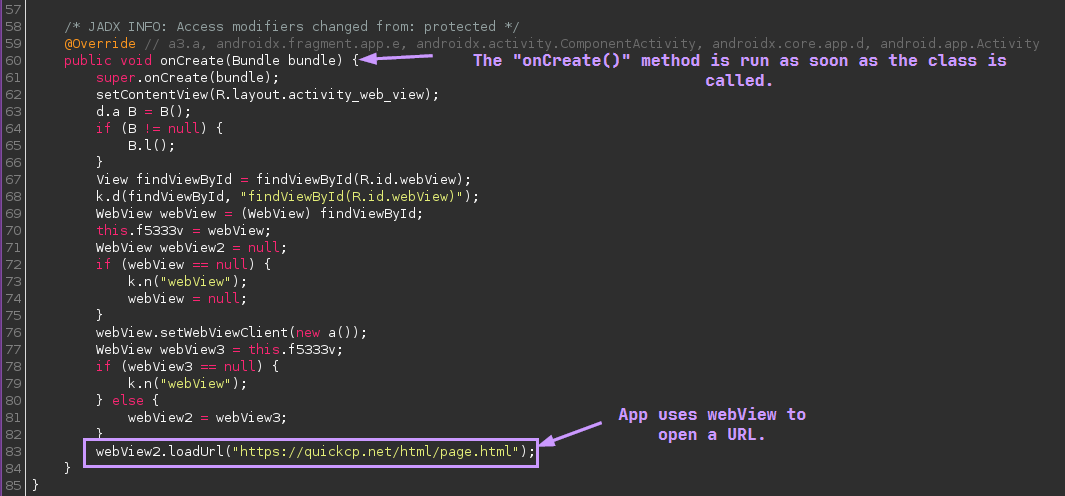 57
58 /* JADX INFO: Access modifiers changed from: protected */
59 @Override // a3.a, androidx.fragment.app.e, androidx.activity.ComponentActivity, androidx.core.app.d, android.app.Activity
60 public void onCreate(Bundle bundle) {
The "onCreate()" method is run as soon as the class is
called.
61 super.onCreate(bundle);
62 setContentView(R.layout.activity_web_view);
63 d.a B = B();
64 if (B != null) {
65 B.l();
66 }
67 View findViewById = findViewById(R.id.webView);
68 k.d(findViewById, "findViewById(R.id.webView)");
69 WebView webView = (WebView) findViewById;
70 this.f5333v = webView;
71 WebView webView2 = null;
72 if (webView == null) {
73 k.n("webView");
74 webView = null;
75 }
76 webView.setWebViewClient(new a());
77 WebView webView3 = this.f5333v;
78 if (webView3 == null) {
79 k.n("webView");
80 } else {
81 webView2 = webView3;
82 }
App uses webView to
open a URL.
83 webView2.loadUrl("https://quickcp.net/html/page.html");
84 }
85 }